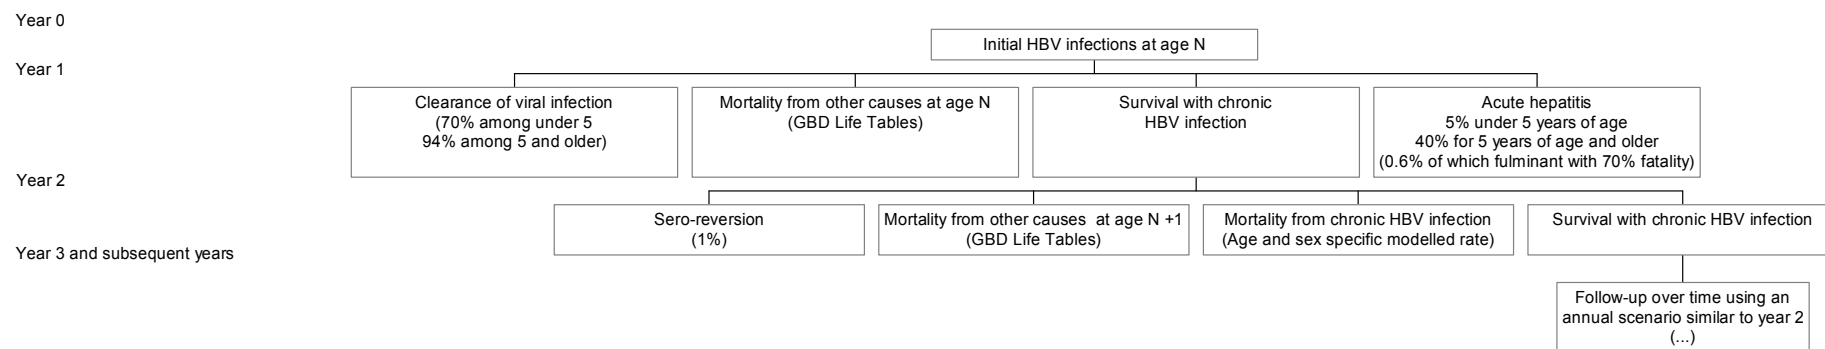 Year 0
Initial HBV infections at age N
Year 1
Clearance of viral infection
(70% among under 5
94% among 5 and older)
Mortality from other causes at age N
(GBD Life Tables)
Survival with chronic
HBV infection
Acute hepatitis
5% under 5 years of age
40% for 5 years of age and older
(0.6% of which fulminant with 70% fatality)
Year 2
Sero-reversion
(1%)
Mortality from other causes at age N +1
(GBD Life Tables)
Mortality from chronic HBV infection
(Age and sex specific modelled rate)
Survival with chronic HBV infection
Year 3 and subsequent years
Follow-up over time using an
annual scenario similar to year 2
(...)